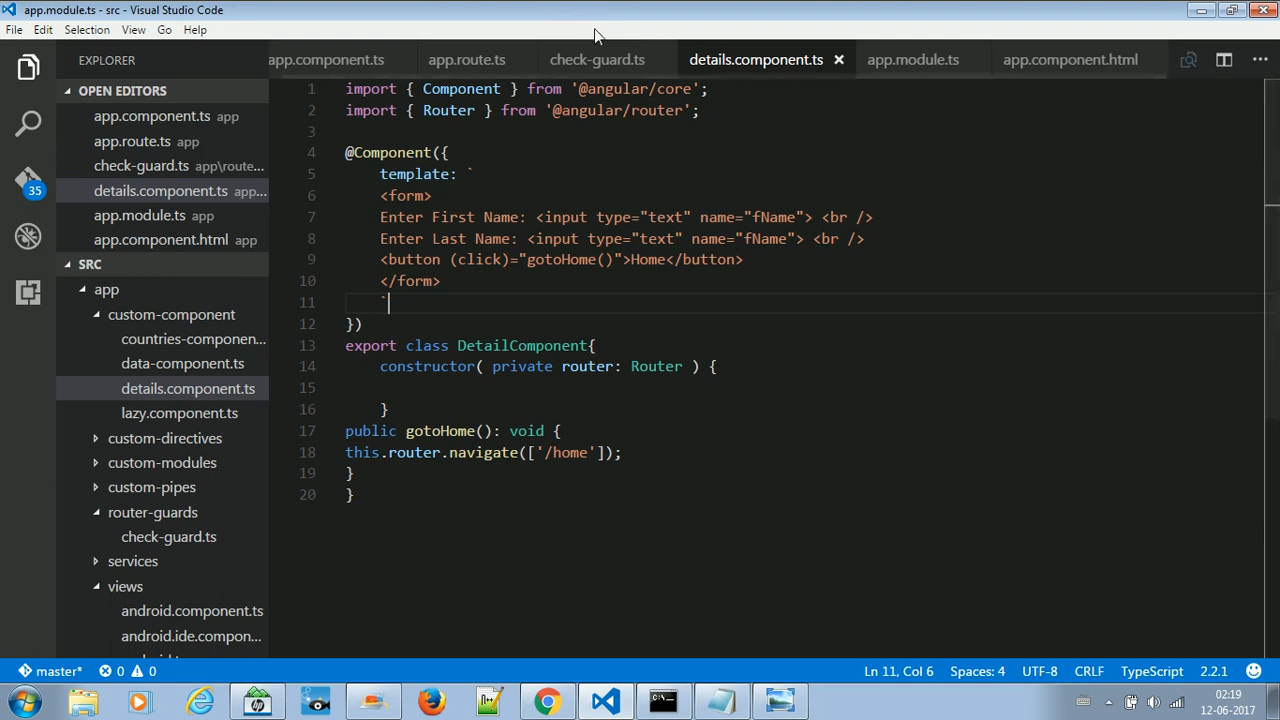 app.module.ts - src - Visual Studio Code
File Edit Selection View Go Help
EXPLORER
app.component.ts app.route.ts check-guard.ts details.component.ts app.module.ts app.component.html
OPEN EDITORS
app.component.ts app
app.route.ts app
check-guard.ts app\route...
details.component.ts app...
app.module.ts app
app.component.html app
SRC
app
custom-component
countries-componen...
data-component.ts
details.component.ts
lazy.component.ts
custom-directives
custom-modules
custom-pipes
router-guards
check-guard.ts
services
views
android.component.ts
android.ide.compon...
35
1 import { Component } from '@angular/core';
2 import { Router } from '@angular/router';
3
4 @Component({
5 template: `
6 <form>
7 Enter First Name: <input type="text" name="fName"> <br />
8 Enter Last Name: <input type="text" name="fName"> <br />
9 <button (click)="gotoHome()">Home</button>
10 </form>
11 `
12 })
13 export class DetailComponent{
14 constructor( private router: Router ) {
15
16 }
17 public gotoHome(): void {
18 this.router.navigate(['/home']);
19 }
20 }
master* 0 0 Ln 11, Col 6 Spaces: 4 UTF-8 CRLF TypeScript 2.2.1
02:19
12-06-2017